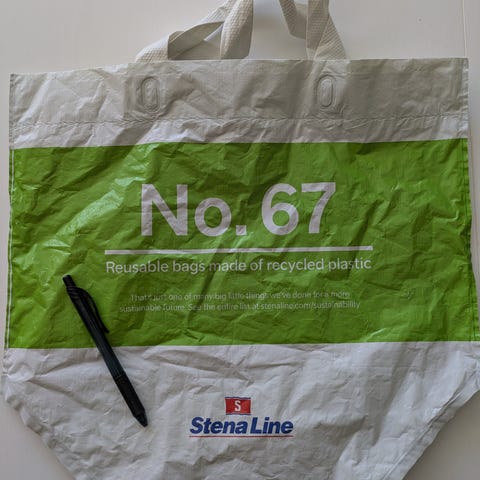 No. 67
Reusable bags made of recycled plastic
That's just one of many big little things we've done for a more
sustainable future. See the entire list at stenaline.com/sustainability
S
Stena Line